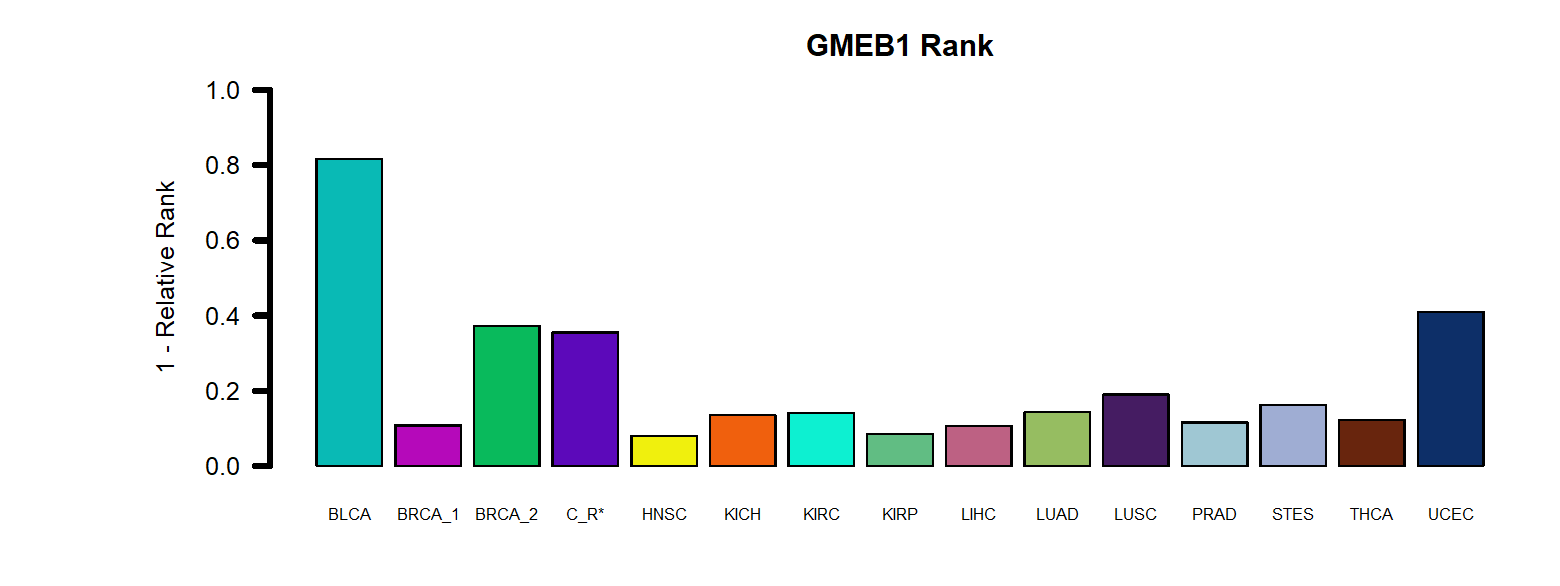 GMEB1 Rank
1 - Relative Rank
1.0
0.8
0.6
0.4
0.2
0.0
BLCA BRCA_1 BRCA_2 C_R* HNSC KICH KIRC KIRP LIHC LUAD LUSC PRAD STES THCA UCEC